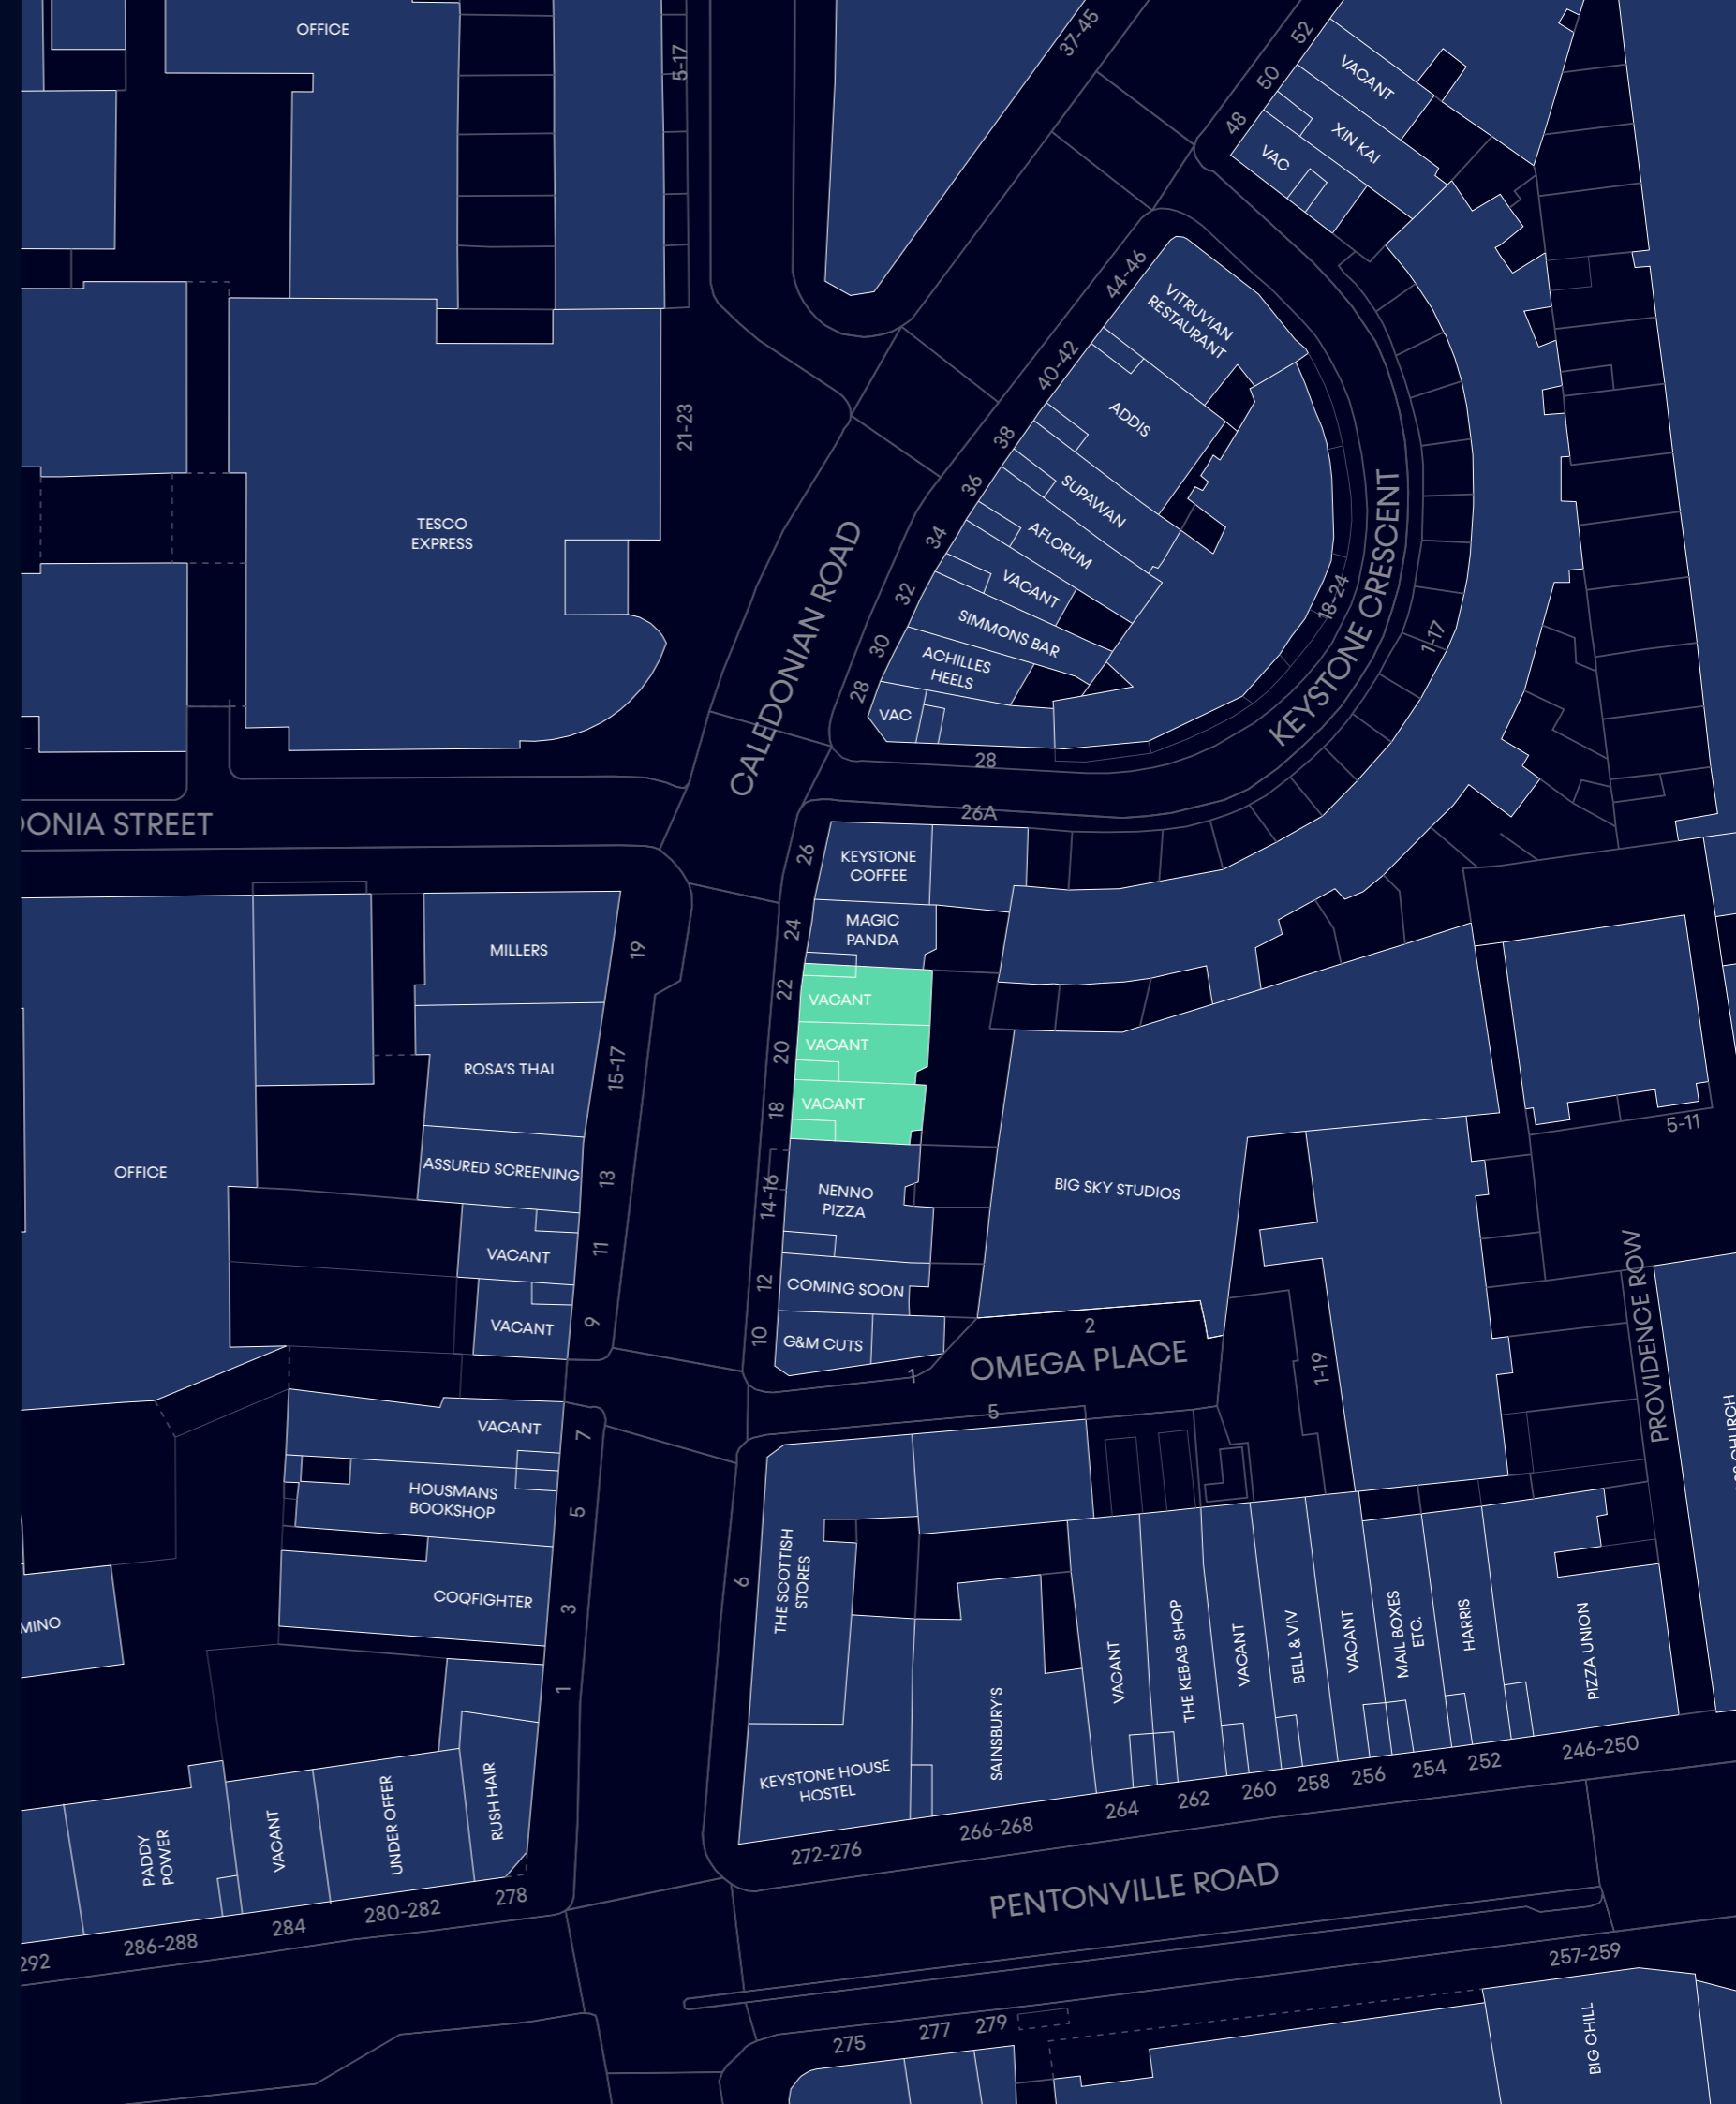 OFFICE
5-17
37-45
52
50
48
VACANT
XIN KAI
VAC
44-46
VITRUVIAN
RESTAURANT
40-42
ADDIS
38
SUPAWAN
36
AFLORUM
34
VACANT
32
SIMMONS BAR
30
ACHILLES
HEELS
28
VAC
28
21-23
TESCO
EXPRESS
CALEDONIAN ROAD
KEYSTONE CRESCENT
18-24
1-17
DONIA STREET
26A
26
KEYSTONE
COFFEE
24
MAGIC
PANDA
22
VACANT
20
VACANT
18
VACANT
14-16
NENNO
PIZZA
12
COMING SOON
10
G&M CUTS
1
MILLERS
19
ROSA'S THAI
15-17
ASSURED SCREENING
13
VACANT
11
VACANT
9
OFFICE
BIG SKY STUDIOS
2
OMEGA PLACE
5
1-19
5-11
PROVIDENCE ROW
CHURCH
VACANT
7
HOUSMANS
BOOKSHOP
5
COQFIGHTER
3
1
MINO
6
THE SCOTTISH
STORES
KEYSTONE HOUSE
HOSTEL
SAINSBURY'S
VACANT
THE KEBAB SHOP
VACANT
BELL & VIV
VACANT
MAIL BOXES
ETC.
HARRIS
PIZZA UNION
272-276
266-268
264
262
260
258
256
254
252
246-250
PADDY
POWER
VACANT
UNDER OFFER
RUSH HAIR
292
286-288
284
280-282
278
PENTONVILLE ROAD
257-259
275
277
279
BIG CHILL